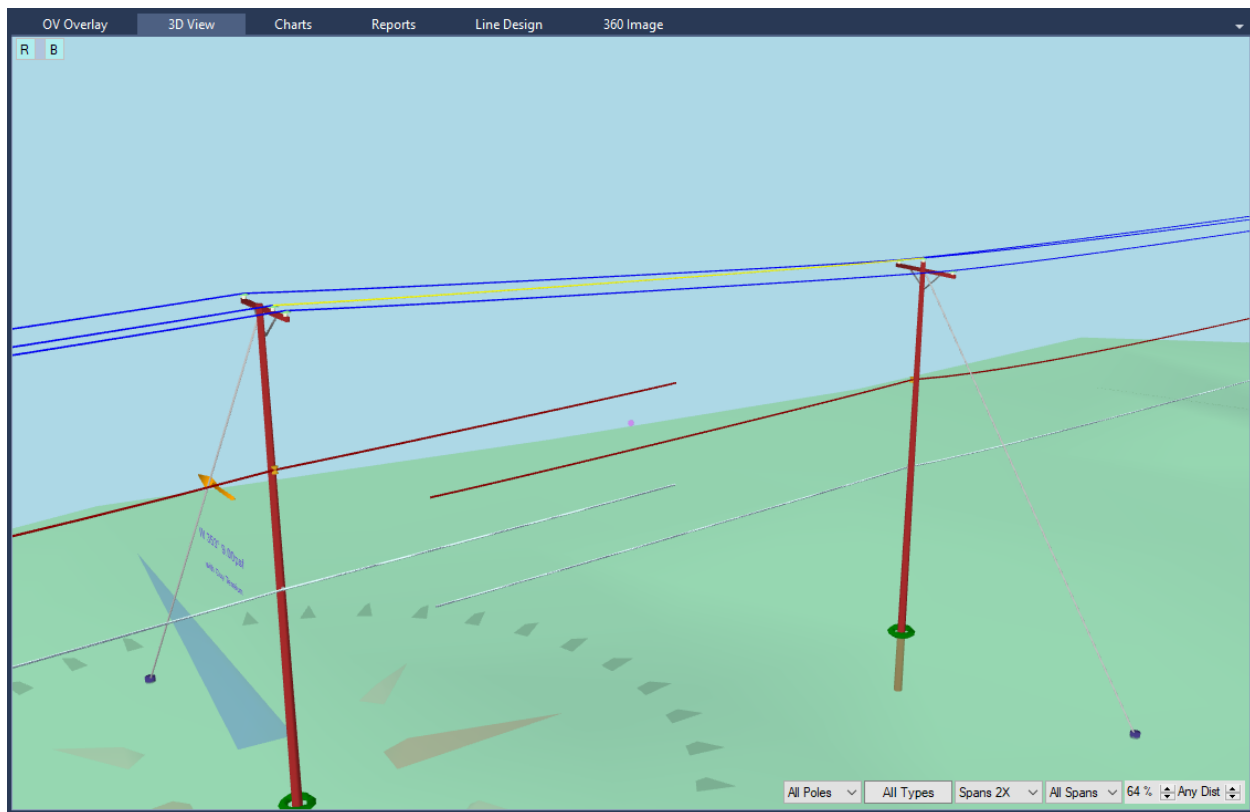 OV Overlay 3D View Charts Reports Line Design 360 Image
R B
All Poles All Types Spans 2X All Spans 64 % Any Dist